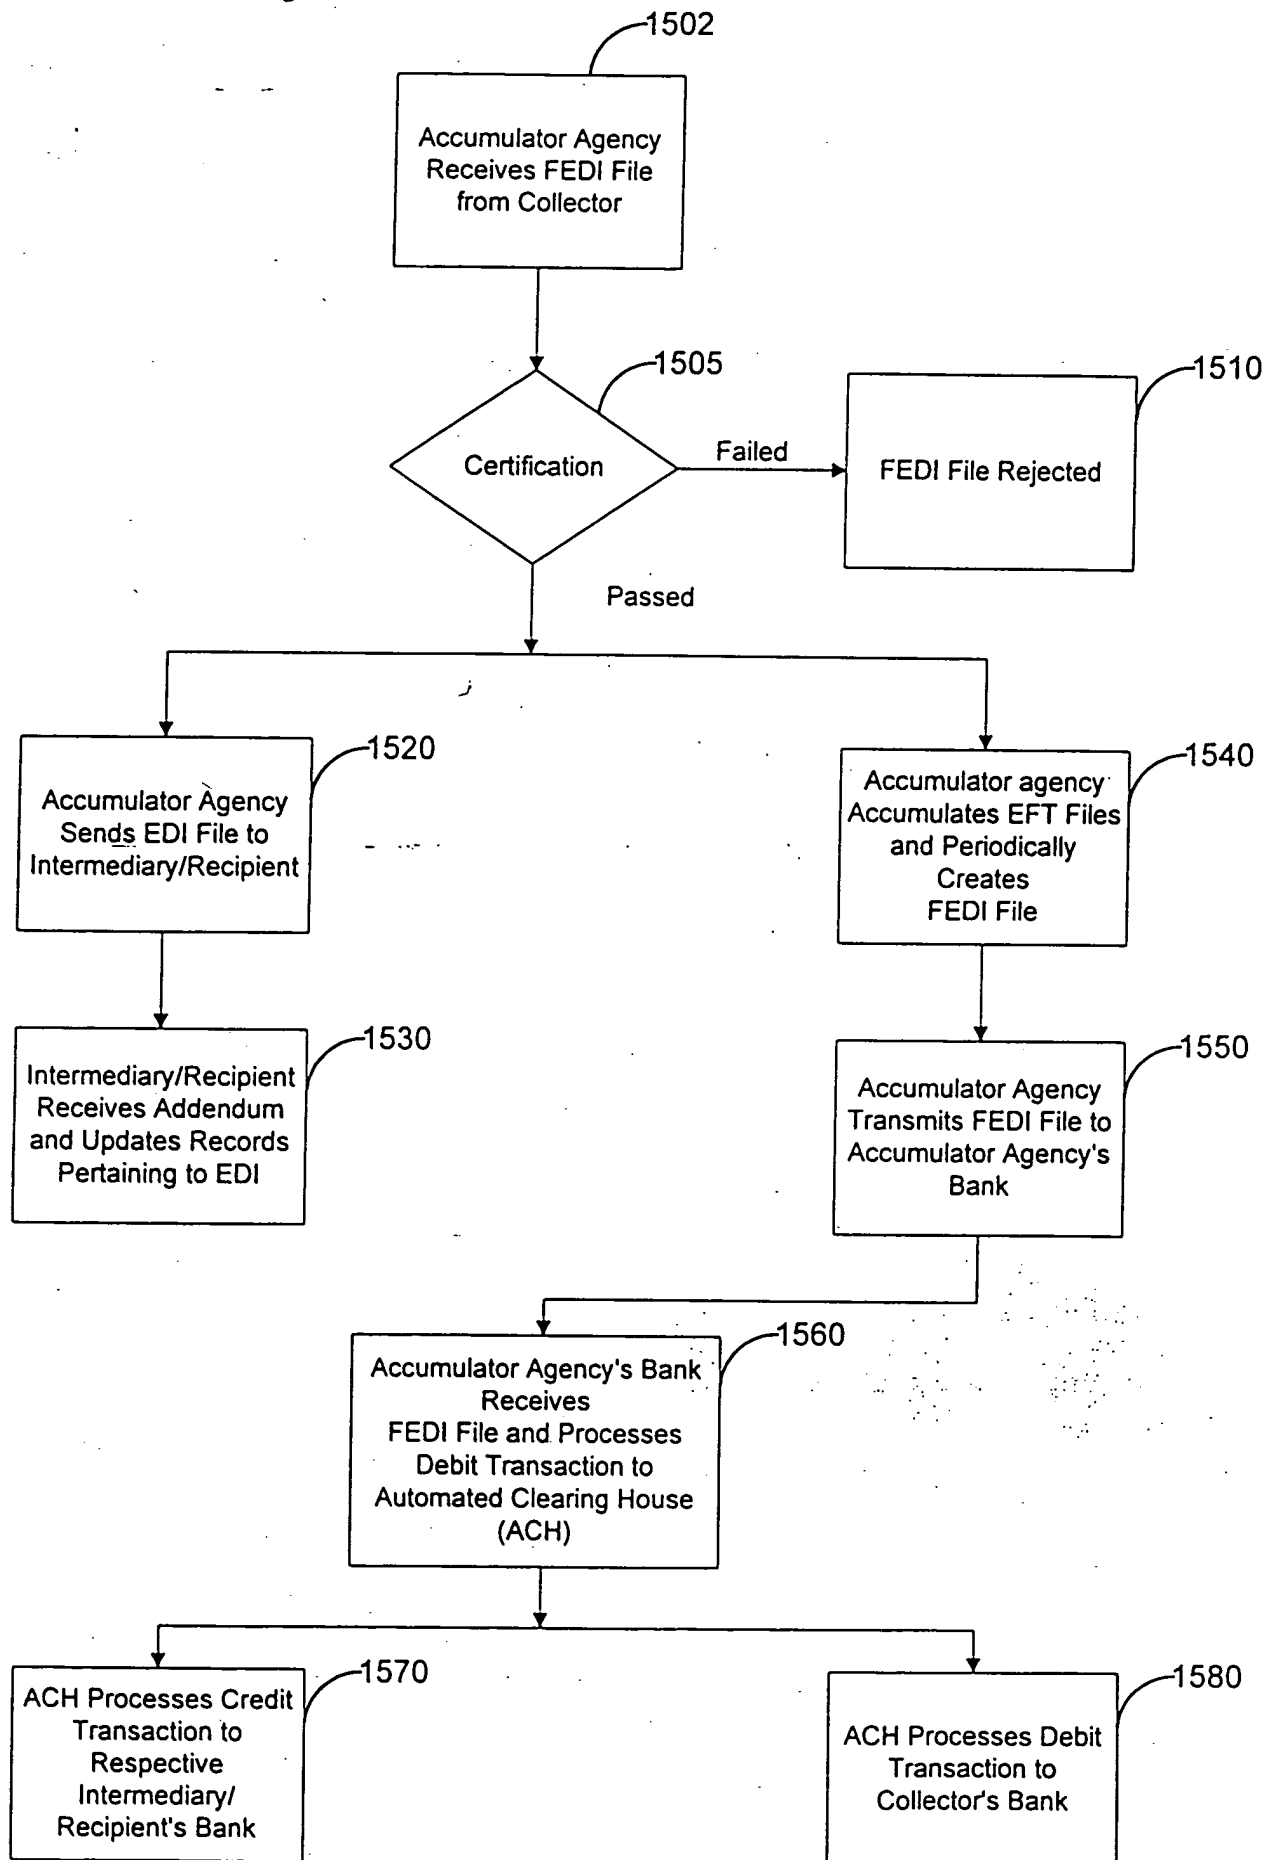 1502
Accumulator Agency
Receives FEDI File
from Collector
1505
Certification
Failed
1510
FEDI File Rejected
Passed
1520
Accumulator Agency
Sends EDI File to
Intermediary/Recipient
1540
Accumulator agency
Accumulates EFT Files
and Periodically
Creates
FEDI File
1530
Intermediary/Recipient
Receives Addendum
and Updates Records
Pertaining to EDI
1550
Accumulator Agency
Transmits FEDI File to
Accumulator Agency's
Bank
1560
Accumulator Agency's Bank
Receives
FEDI File and Processes
Debit Transaction to
Automated Clearing House
(ACH)
1570
ACH Processes Credit
Transaction to
Respective
Intermediary/
Recipient's Bank
1580
ACH Processes Debit
Transaction to
Collector's Bank